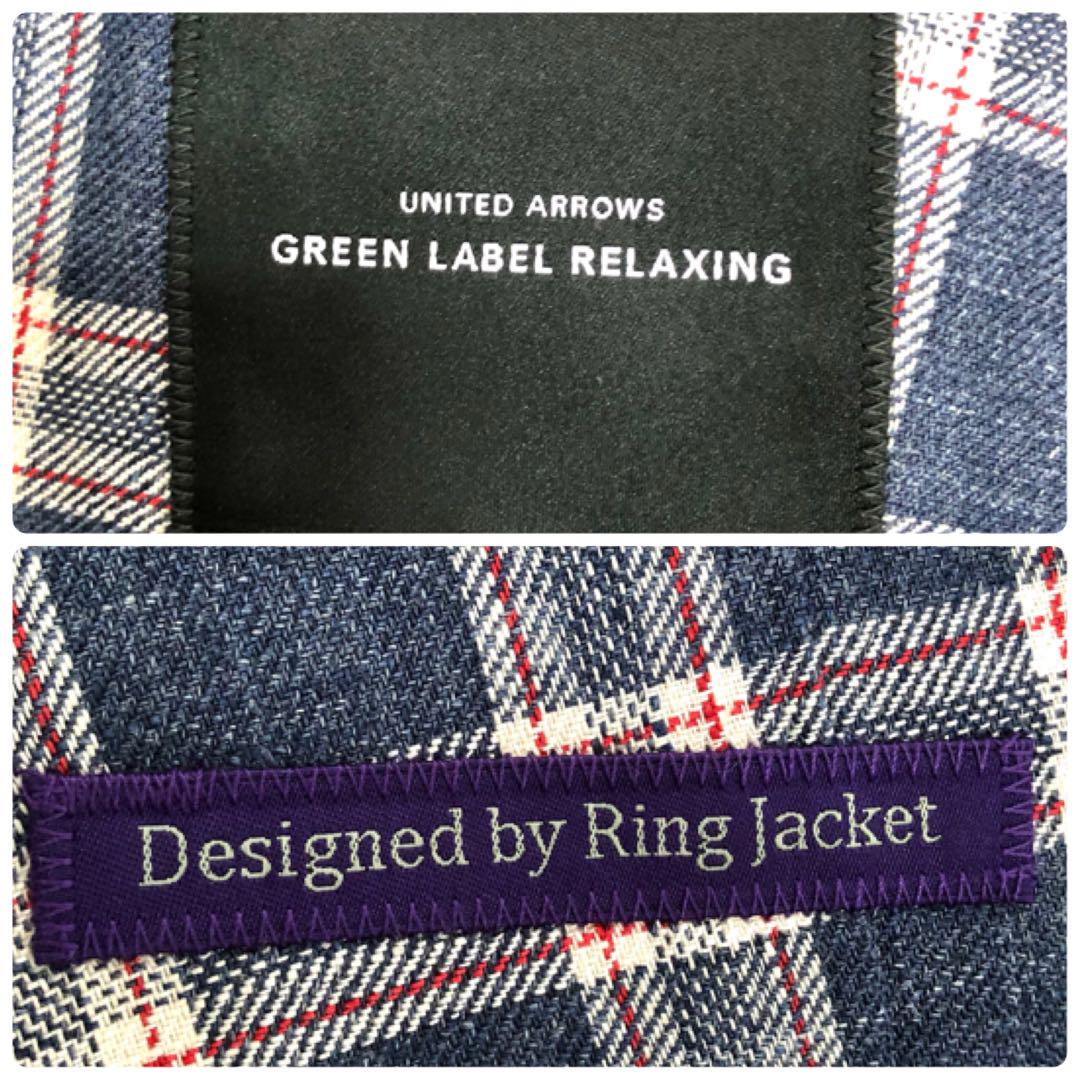 UNITED ARROWS
GREEN LABEL RELAXING
Designed by Ring Jacket